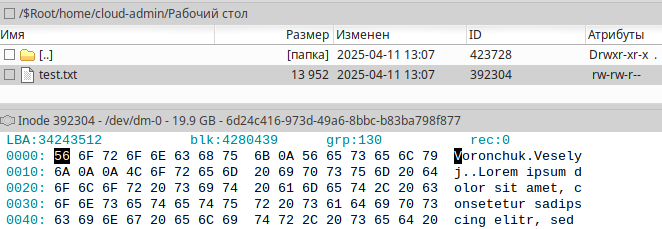 /$Root/home/cloud-admin/Рабочий стол
Имя Размер Изменен ID Атрибуты
[..] [папка] 2025-04-11 13:07 423728 Drwxr-xr-x .
test.txt 13 952 2025-04-11 13:07 392304 rw-rw-r--
Inode 392304 - /dev/dm-0 - 19.9 GB - 6d24c416-973d-49a6-8bbc-b83ba798f877
LBA:34243512 blk:4280439 grp:130 rec:0
0000: 56 6F 72 6F 6E 63 68 75 6B 0A 56 65 73 65 6C 79 Voronchuk.Vesely
0010: 6A 0A 0A 4C 6F 72 65 6D 20 69 70 73 75 6D 20 64 j..Lorem ipsum d
0020: 6F 6C 6F 72 20 73 69 74 20 61 6D 65 74 2C 20 63 olor sit amet, c
0030: 6F 6E 73 65 74 65 74 75 72 20 73 61 64 69 70 73 onsetetur sadips
0040: 63 69 6E 67 20 65 6C 69 74 72 2C 20 73 65 64 20 cing elitr, sed